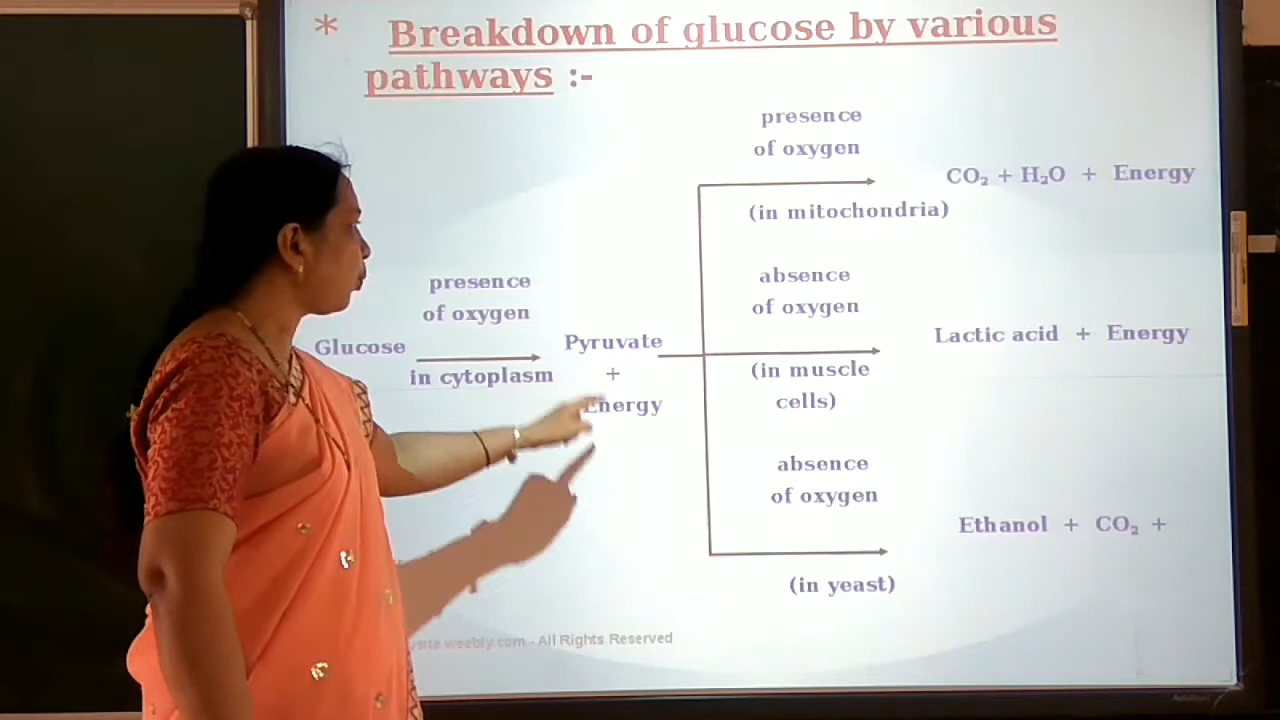 * Breakdown of glucose by various
pathways :-
presence
of oxygen
CO₂ + H₂O + Energy
(in mitochondria)
presence
of oxygen
absence
of oxygen
Glucose
in cytoplasm
Pyruvate
+
Energy
Lactic acid + Energy
(in muscle
cells)
absence
of oxygen
Ethanol + CO₂ +
(in yeast)
.weebly.com - All Rights Reserved